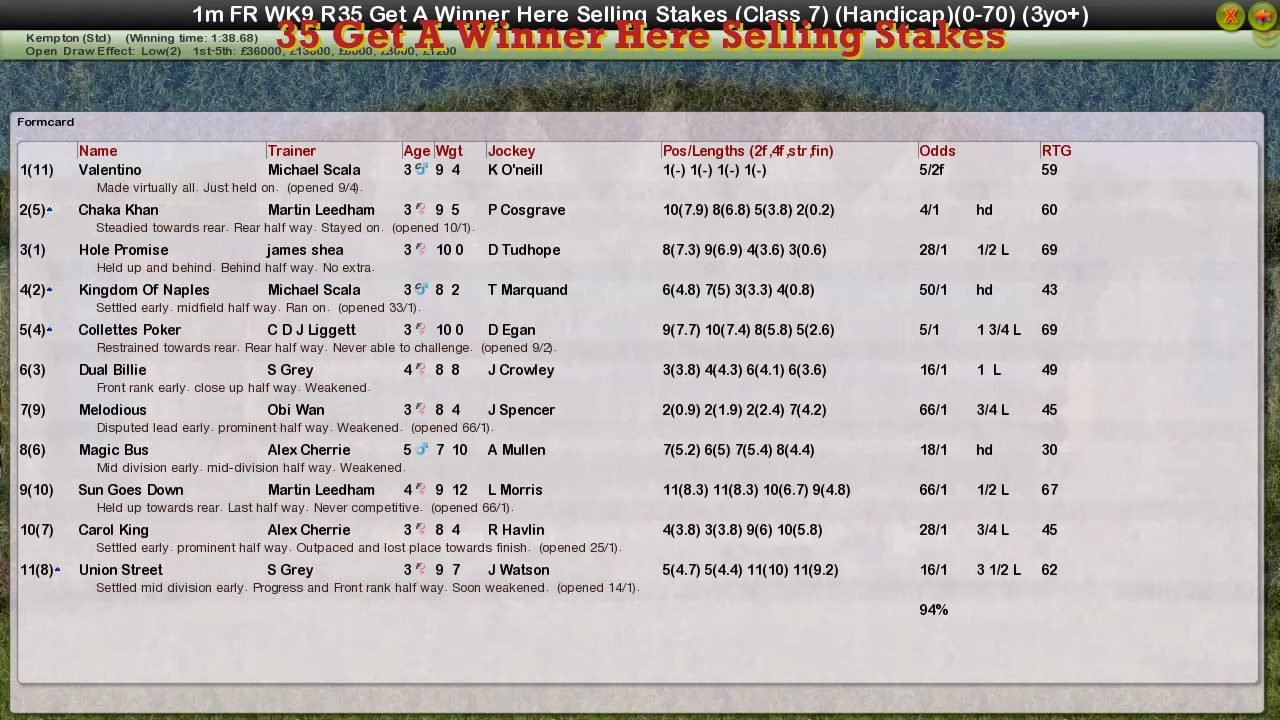 1m FR WK9 R35 Get A Winner Here Selling Stakes (Class 7) (Handicap)(0-70) (3yo+)
35 Get A Winner Here Selling Stakes
Kempton (Std) (Winning time: 1:38.68)
Open Draw Effect: Low(2) 1st-5th: £36000, £13800, £6000, £3000, £1200
Formcard
Name Trainer Age Wgt Jockey Pos/Lengths (2f,4f,str,fin) Odds RTG
1(11) Valentino Michael Scala 3 9 4 K O'neill 1(-) 1(-) 1(-) 1(-) 5/2f 59
Made virtually all. Just held on. (opened 9/4).
2(5) Chaka Khan Martin Leedham 3 9 5 P Cosgrave 10(7.9) 8(6.8) 5(3.8) 2(0.2) 4/1 hd 60
Steadied towards rear. Rear half way. Stayed on. (opened 10/1).
3(1) Hole Promise james shea 3 10 0 D Tudhope 8(7.3) 9(6.9) 4(3.6) 3(0.6) 28/1 1/2 L 69
Held up and behind. Behind half way. No extra.
4(2) Kingdom Of Naples Michael Scala 3 8 2 T Marquand 6(4.8) 7(5) 3(3.3) 4(0.8) 50/1 hd 43
Settled early. midfield half way. Ran on. (opened 33/1).
5(4) Collettes Poker C D J Liggett 3 10 0 D Egan 9(7.7) 10(7.4) 8(5.8) 5(2.6) 5/1 1 3/4 L 69
Restrained towards rear. Rear half way. Never able to challenge. (opened 9/2).
6(3) Dual Billie S Grey 4 8 8 J Crowley 3(3.8) 4(4.3) 6(4.1) 6(3.6) 16/1 1 L 49
Front rank early. close up half way. Weakened.
7(9) Melodious Obi Wan 3 8 4 J Spencer 2(0.9) 2(1.9) 2(2.4) 7(4.2) 66/1 3/4 L 45
Disputed lead early. prominent half way. Weakened. (opened 66/1).
8(6) Magic Bus Alex Cherrie 5 7 10 A Mullen 7(5.2) 6(5) 7(5.4) 8(4.4) 18/1 hd 30
Mid division early. mid-division half way. Weakened.
9(10) Sun Goes Down Martin Leedham 4 9 12 L Morris 11(8.3) 11(8.3) 10(6.7) 9(4.8) 66/1 1/2 L 67
Held up towards rear. Last half way. Never competitive. (opened 66/1).
10(7) Carol King Alex Cherrie 3 8 4 R Havlin 4(3.8) 3(3.8) 9(6) 10(5.8) 28/1 3/4 L 45
Settled early. prominent half way. Outpaced and lost place towards finish. (opened 25/1).
11(8) Union Street S Grey 3 9 7 J Watson 5(4.7) 5(4.4) 11(10) 11(9.2) 16/1 3 1/2 L 62
Settled mid division early. Progress and Front rank half way. Soon weakened. (opened 14/1).
94%